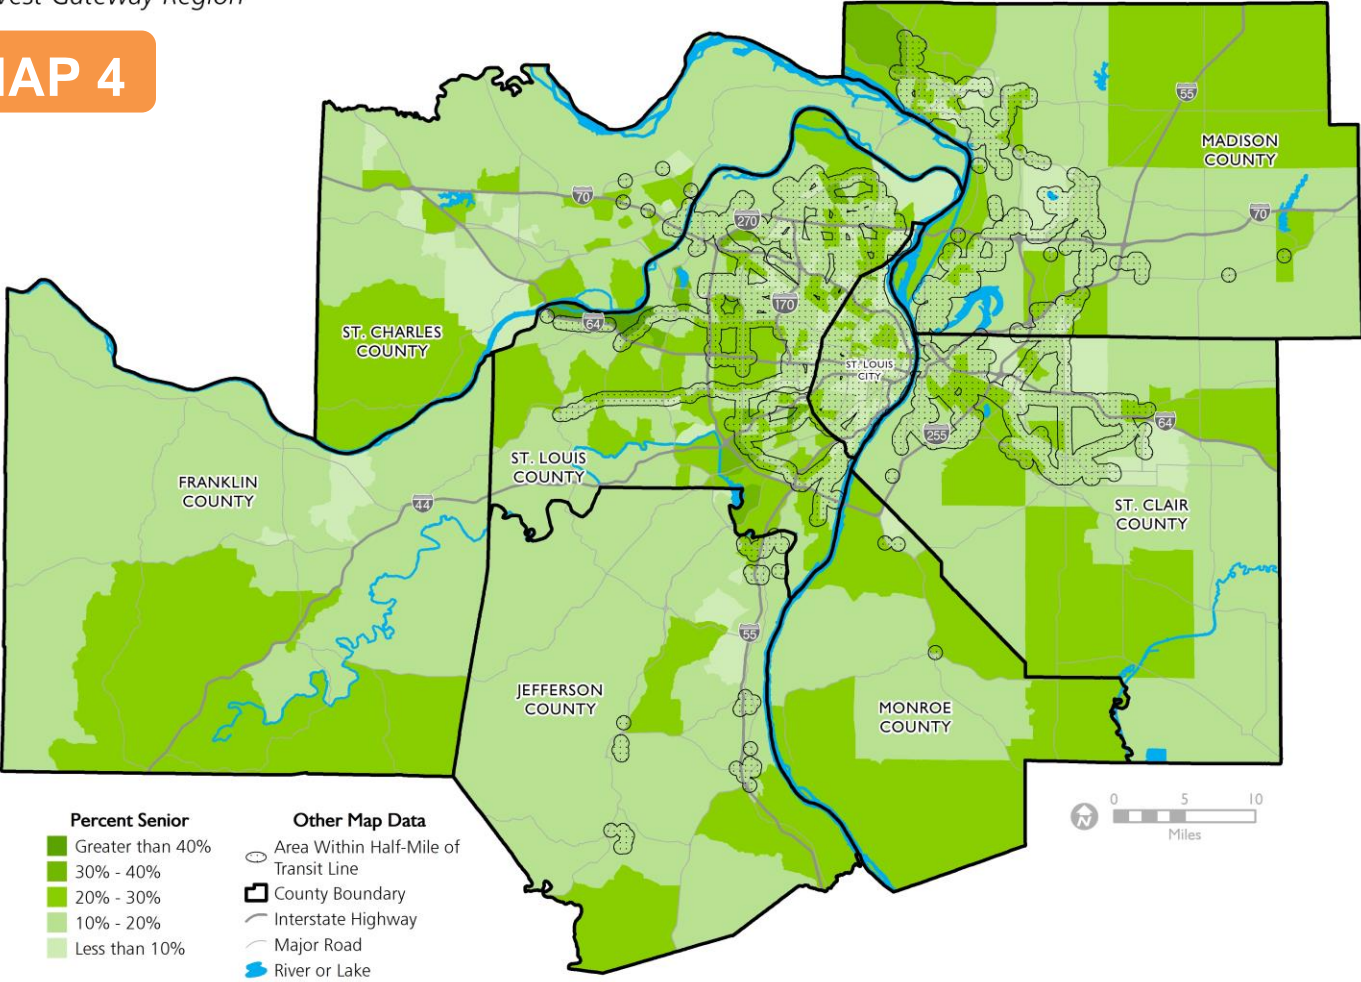 Gateway Region
MAP 4
55
MADISON
COUNTY
70
70
270
170
64
ST. CHARLES
COUNTY
ST. LOUIS
CITY
64
255
ST. LOUIS
COUNTY
FRANKLIN
COUNTY
44
ST. CLAIR
COUNTY
55
JEFFERSON
COUNTY
MONROE
COUNTY
0 5 10
Miles
N
Percent Senior
Greater than 40%
30% - 40%
20% - 30%
10% - 20%
Less than 10%
Other Map Data
Area Within Half-Mile of
Transit Line
County Boundary
Interstate Highway
Major Road
River or Lake